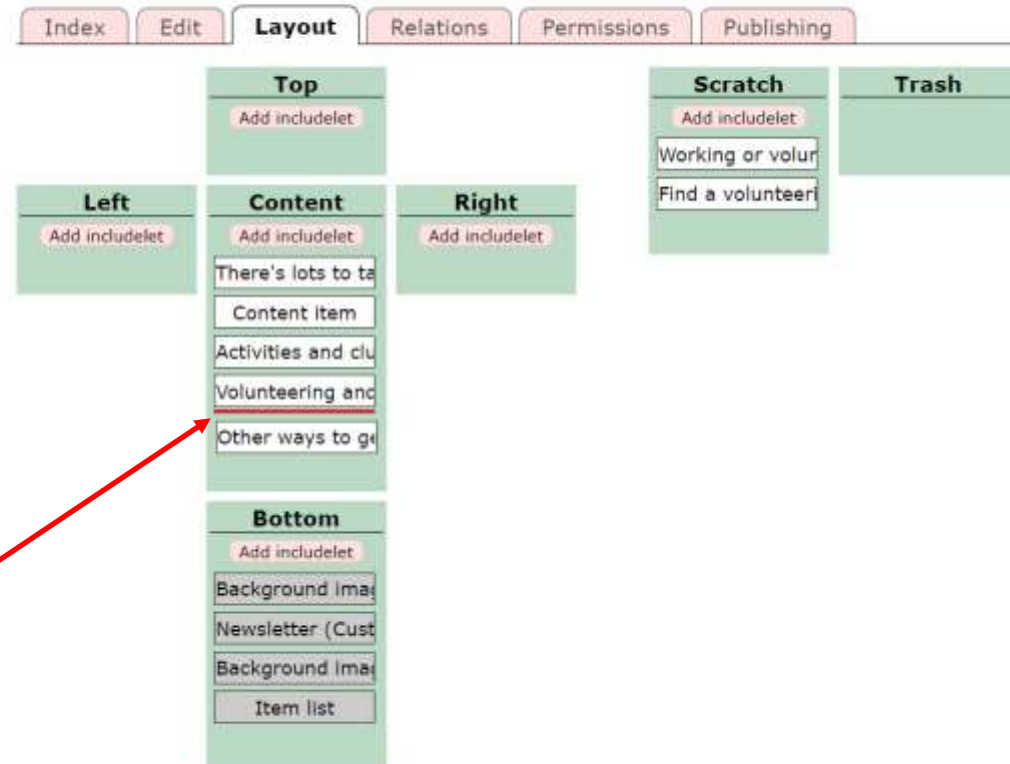 Index Edit Layout Relations Permissions Publishing
Top
Add includelet
Scratch
Add includelet
Working or volur
Find a volunteeri
Trash
Left
Add includelet
Content
Add includelet
There's lots to ta
Content item
Activities and clu
Volunteering and
Other ways to ge
Right
Add includelet
Bottom
Add includelet
Background imag
Newsletter (Cust
Background imag
Item list